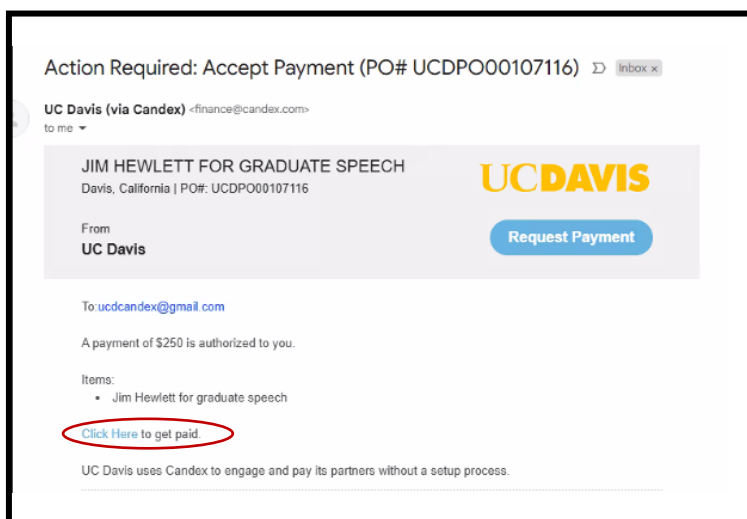 Action Required: Accept Payment (PO# UCDPO00107116) Inbox x
UC Davis (via Candex) <finance@candex.com>
to me
JIM HEWLETT FOR GRADUATE SPEECH
UCDAVIS
Davis, California | PO#: UCDPO00107116
From
UC Davis
Request Payment
To:ucdcandex@gmail.com
A payment of $250 is authorized to you.
Items:
• Jim Hewlett for graduate speech
Click Here to get paid.
UC Davis uses Candex to engage and pay its partners without a setup process.